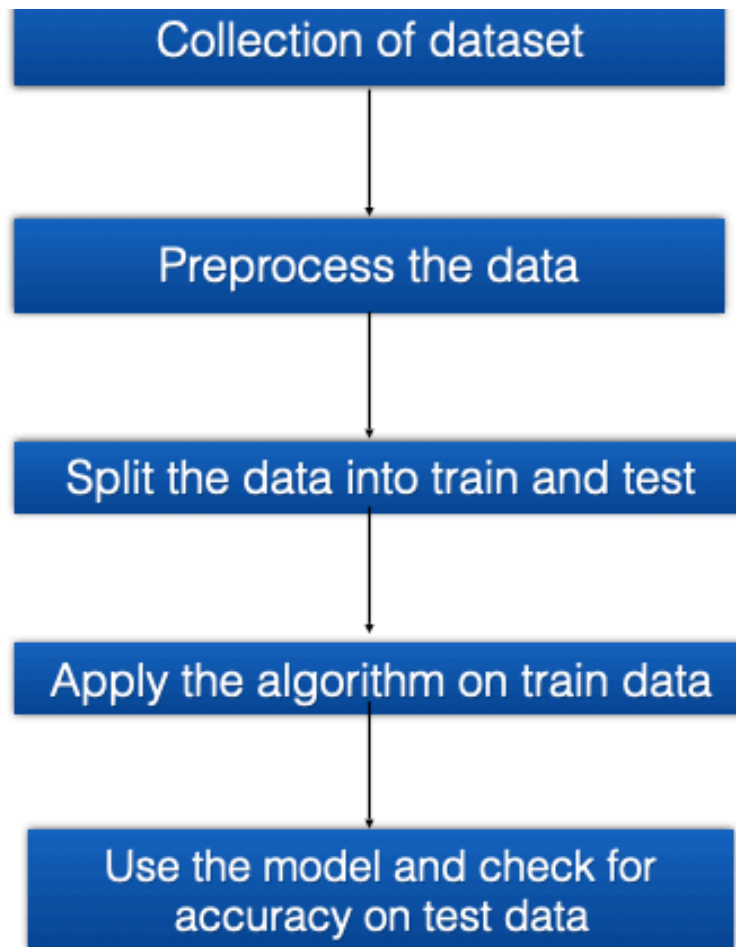 Collection of dataset
Preprocess the data
Split the data into train and test
Apply the algorithm on train data
Use the model and check for
accuracy on test data